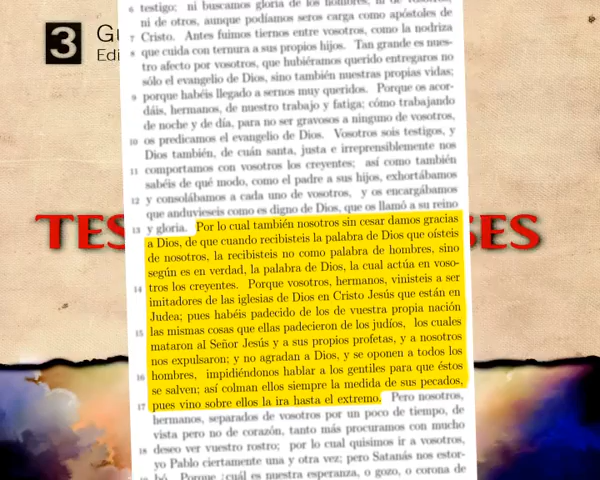 6 testigo; ni buscamos gloria de los hombres, ni de vosotros,
ni de otros, aunque podíamos seros carga como apóstoles de
7 Cristo. Antes fuimos tiernos entre vosotros, como la nodriza
8 que cuida con ternura a sus propios hijos. Tan grande es nues-
tro afecto por vosotros, que hubiéramos querido entregaros no
sólo el evangelio de Dios, sino también nuestras propias vidas;
9 porque habéis llegado a sernos muy queridos. Porque os acor-
dáis, hermanos, de nuestro trabajo y fatiga; cómo trabajando
de noche y de día, para no ser gravosos a ninguno de vosotros,
10 os predicamos el evangelio de Dios. Vosotros sois testigos, y
Dios también, de cuán santa, justa e irreprensiblemente nos
11 comportamos con vosotros los creyentes; así como también
sabéis de qué modo, como el padre a sus hijos, exhortábamos
12 y consolábamos a cada uno de vosotros, y os encargábamos
que anduvieseis como es digno de Dios, que os llamó a su reino
13 y gloria. Por lo cual también nosotros sin cesar damos gracias
a Dios, de que cuando recibisteis la palabra de Dios que oísteis
de nosotros, la recibisteis no como palabra de hombres, sino
según es en verdad, la palabra de Dios, la cual actúa en voso-
14 tros los creyentes. Porque vosotros, hermanos, vinisteis a ser
imitadores de las iglesias de Dios en Cristo Jesús que están en
Judea; pues habéis padecido de los de vuestra propia nación
15 las mismas cosas que ellas padecieron de los judíos, los cuales
mataron al Señor Jesús y a sus propios profetas, y a nosotros
nos expulsaron; y no agradan a Dios, y se oponen a todos los
16 hombres, impidiéndonos hablar a los gentiles para que éstos
se salven; así colman ellos siempre la medida de sus pecados,
17 pues vino sobre ellos la ira hasta el extremo. Pero nosotros,
hermanos, separados de vosotros por un poco de tiempo, de
vista pero no de corazón, tanto más procuramos con mucho
18 deseo ver vuestro rostro; por lo cual quisimos ir a vosotros,
yo Pablo ciertamente una y otra vez; pero Satanás nos estor-
bó. Porque ¿cuál es nuestra esperanza, o gozo, o corona de
3 Gu
Edi
TES SES